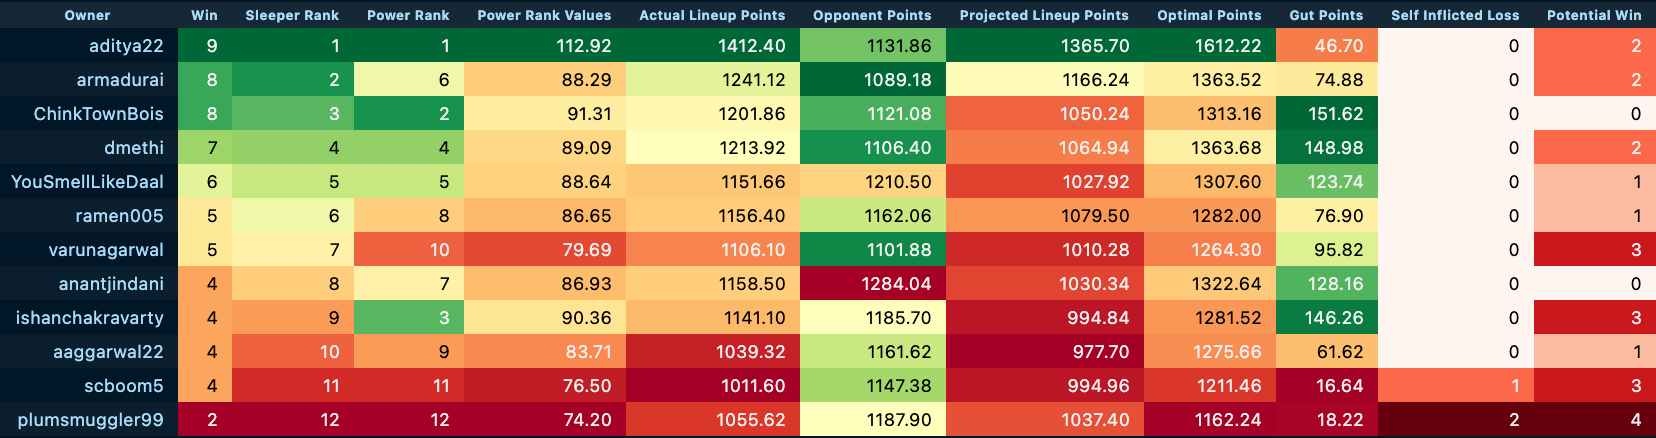 Owner Win Sleeper Rank Power Rank Power Rank Values Actual Lineup Points Opponent Points Projected Lineup Points Optimal Points Gut Points Self Inflicted Loss Potential Win
aditya22 9 1 1 112.92 1412.40 1131.86 1365.70 1612.22 46.70 0 2
armadurai 8 2 6 88.29 1241.12 1089.18 1166.24 1363.52 74.88 0 2
ChinkTownBois 8 3 2 91.31 1201.86 1121.08 1050.24 1313.16 151.62 0 0
dmethi 7 4 4 89.09 1213.92 1106.40 1064.94 1363.68 148.98 0 2
YouSmellLikeDaal 6 5 5 88.64 1151.66 1210.50 1027.92 1307.60 123.74 0 1
ramen005 5 6 8 86.65 1156.40 1162.06 1079.50 1282.00 76.90 0 1
varunagarwal 5 7 10 79.69 1106.10 1101.88 1010.28 1264.30 95.82 0 3
anantjindani 4 8 7 86.93 1158.50 1284.04 1030.34 1322.64 128.16 0 0
ishanchakravarty 4 9 3 90.36 1141.10 1185.70 994.84 1281.52 146.26 0 3
aaggarwal22 4 10 9 83.71 1039.32 1161.62 977.70 1275.66 61.62 0 1
scboom5 4 11 11 76.50 1011.60 1147.38 994.96 1211.46 16.64 1 3
plumsmuggler99 2 12 12 74.20 1055.62 1187.90 1037.40 1162.24 18.22 2 4